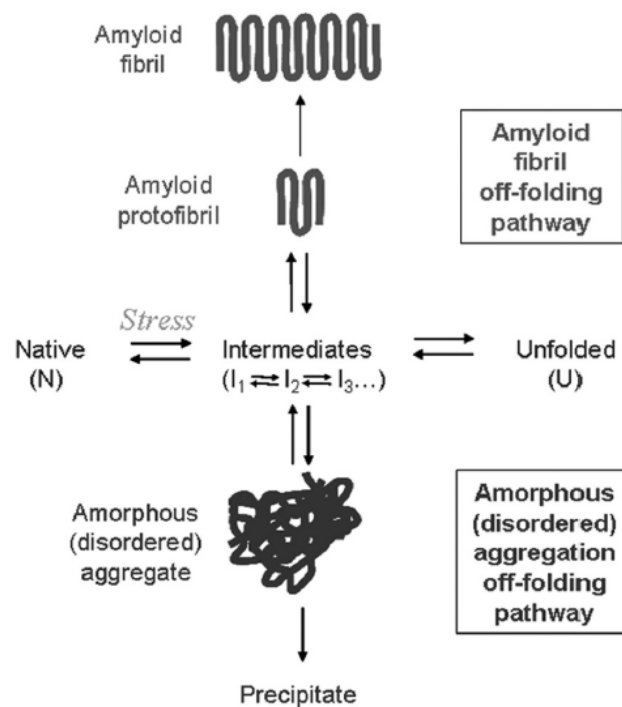 Amyloid
fibril
Amyloid
fibril
off-folding
pathway
Amyloid
protofibril
Stress
Native
(N)
Intermediates
(I₁ ⇌ I₂ ⇌ I₃...)
Unfolded
(U)
Amorphous
(disordered)
aggregate
Amorphous
(disordered)
aggregation
off-folding
pathway
Precipitate